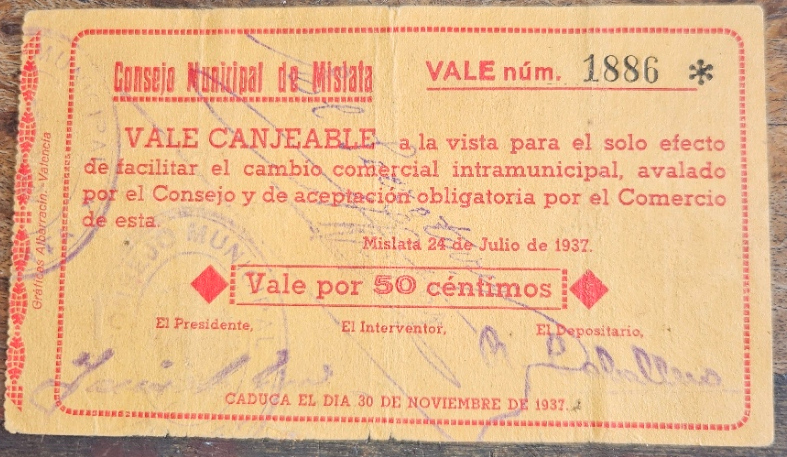 Consejo Municipal de Mislata
VALE núm. 1886 *
VALE CANJEABLE a la vista para el solo efecto
de facilitar el cambio comercial intramunicipal, avalado
por el Consejo y de aceptación obligatoria por el Comercio
de esta.
Mislata 24 de Julio de 1937.
Vale por 50 céntimos
El Presidente, El Interventor, El Depositario,
CADUCA EL DIA 30 DE NOVIEMBRE DE 1937.
Gráficas Albarracín.-Valencia